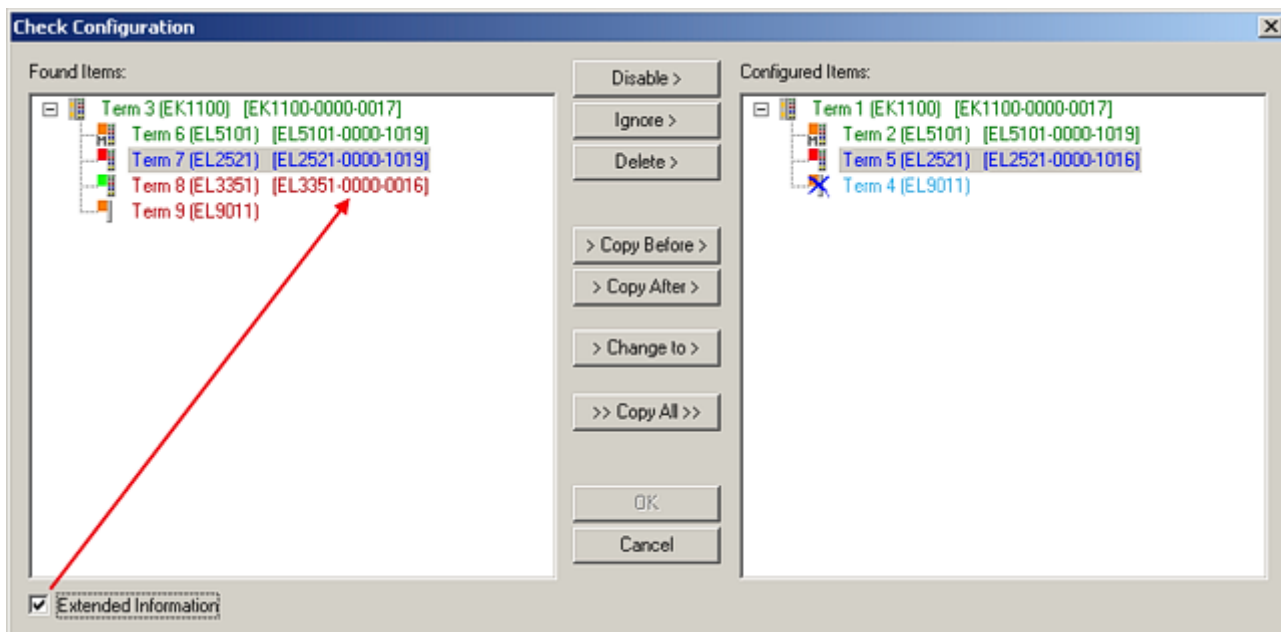 Check Configuration
Found Items:
Term 3 (EK1100) [EK1100-0000-0017]
Term 6 (EL5101) [EL5101-0000-1019]
Term 7 (EL2521) [EL2521-0000-1019]
Term 8 (EL3351) [EL3351-0000-0016]
Term 9 (EL9011)
Disable >
Ignore >
Delete >
> Copy Before >
> Copy After >
> Change to >
>> Copy All >>
OK
Cancel
Configured Items:
Term 1 (EK1100) [EK1100-0000-0017]
Term 2 (EL5101) [EL5101-0000-1019]
Term 5 (EL2521) [EL2521-0000-1016]
Term 4 (EL9011)
Extended Information